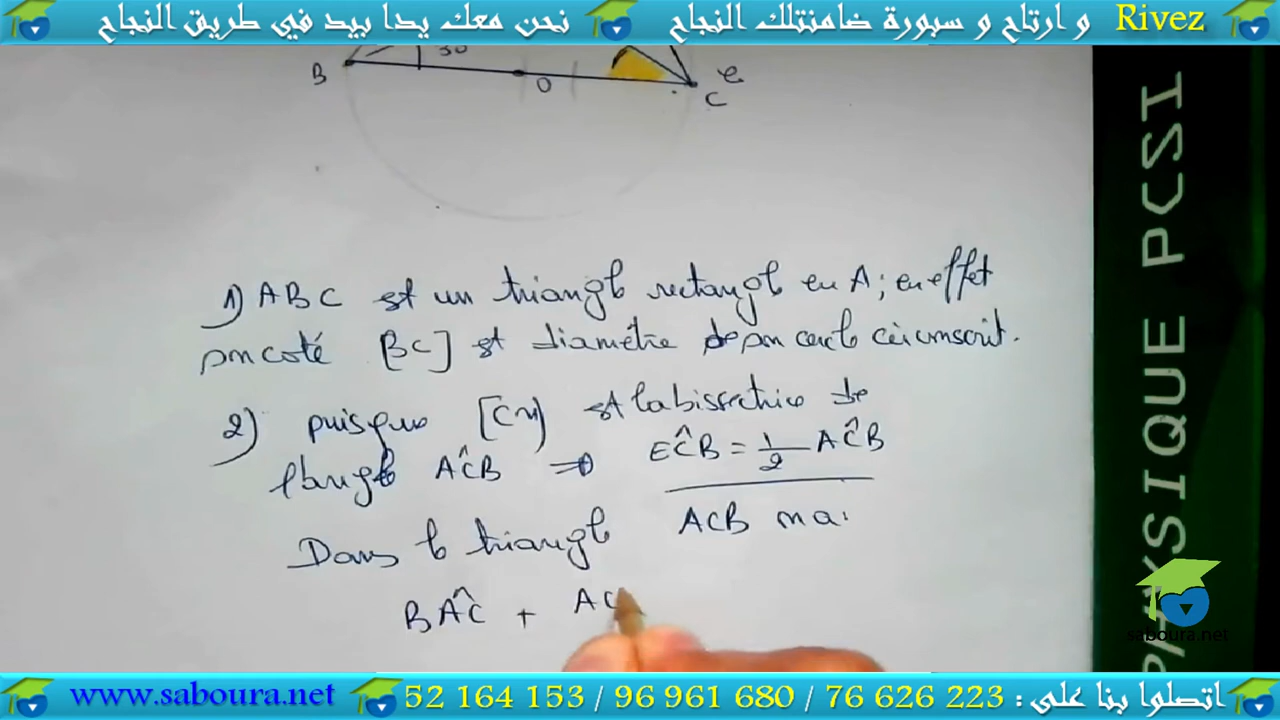 نحن معك يدا بيد في طريق النجاح و ارتاح و سبورة ضامنتلك النجاح Rivez
30
B
O
e
C
PHYSIQUE PCSI
1) ABC est un triangle rectangle en A ; en effet
son coté [BC] est diamètre de son cercle circonscrit.
2) puisque [CM) est la bissectrice de
l'angle AĈB ⇒ EĈB = 1/2 AĈB
Dans le triangle ACB mai
BÂC + AC
saboura.net
www.saboura.net 52 164 153 / 96 961 680 / 76 626 223 : اتصلوا بنا على